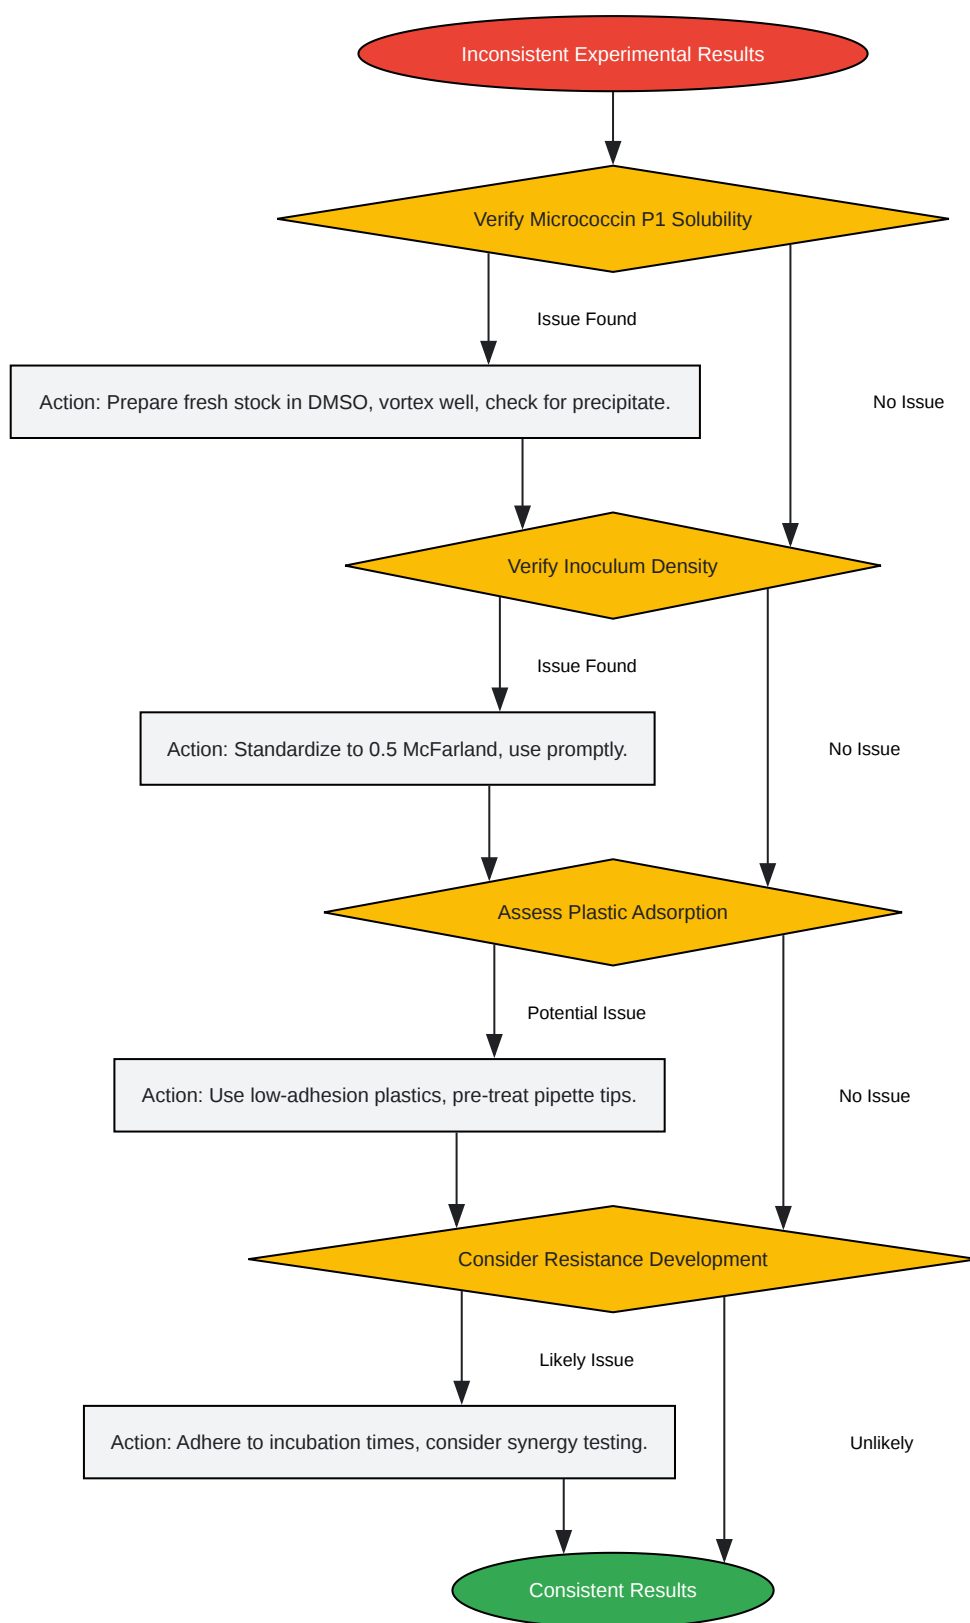 Inconsistent Experimental Results
Verify Micrococcin P1 Solubility
Issue Found
Action: Prepare fresh stock in DMSO, vortex well, check for precipitate.
No Issue
Verify Inoculum Density
Issue Found
Action: Standardize to 0.5 McFarland, use promptly.
No Issue
Assess Plastic Adsorption
Potential Issue
Action: Use low-adhesion plastics, pre-treat pipette tips.
No Issue
Consider Resistance Development
Likely Issue
Action: Adhere to incubation times, consider synergy testing.
Unlikely
Consistent Results